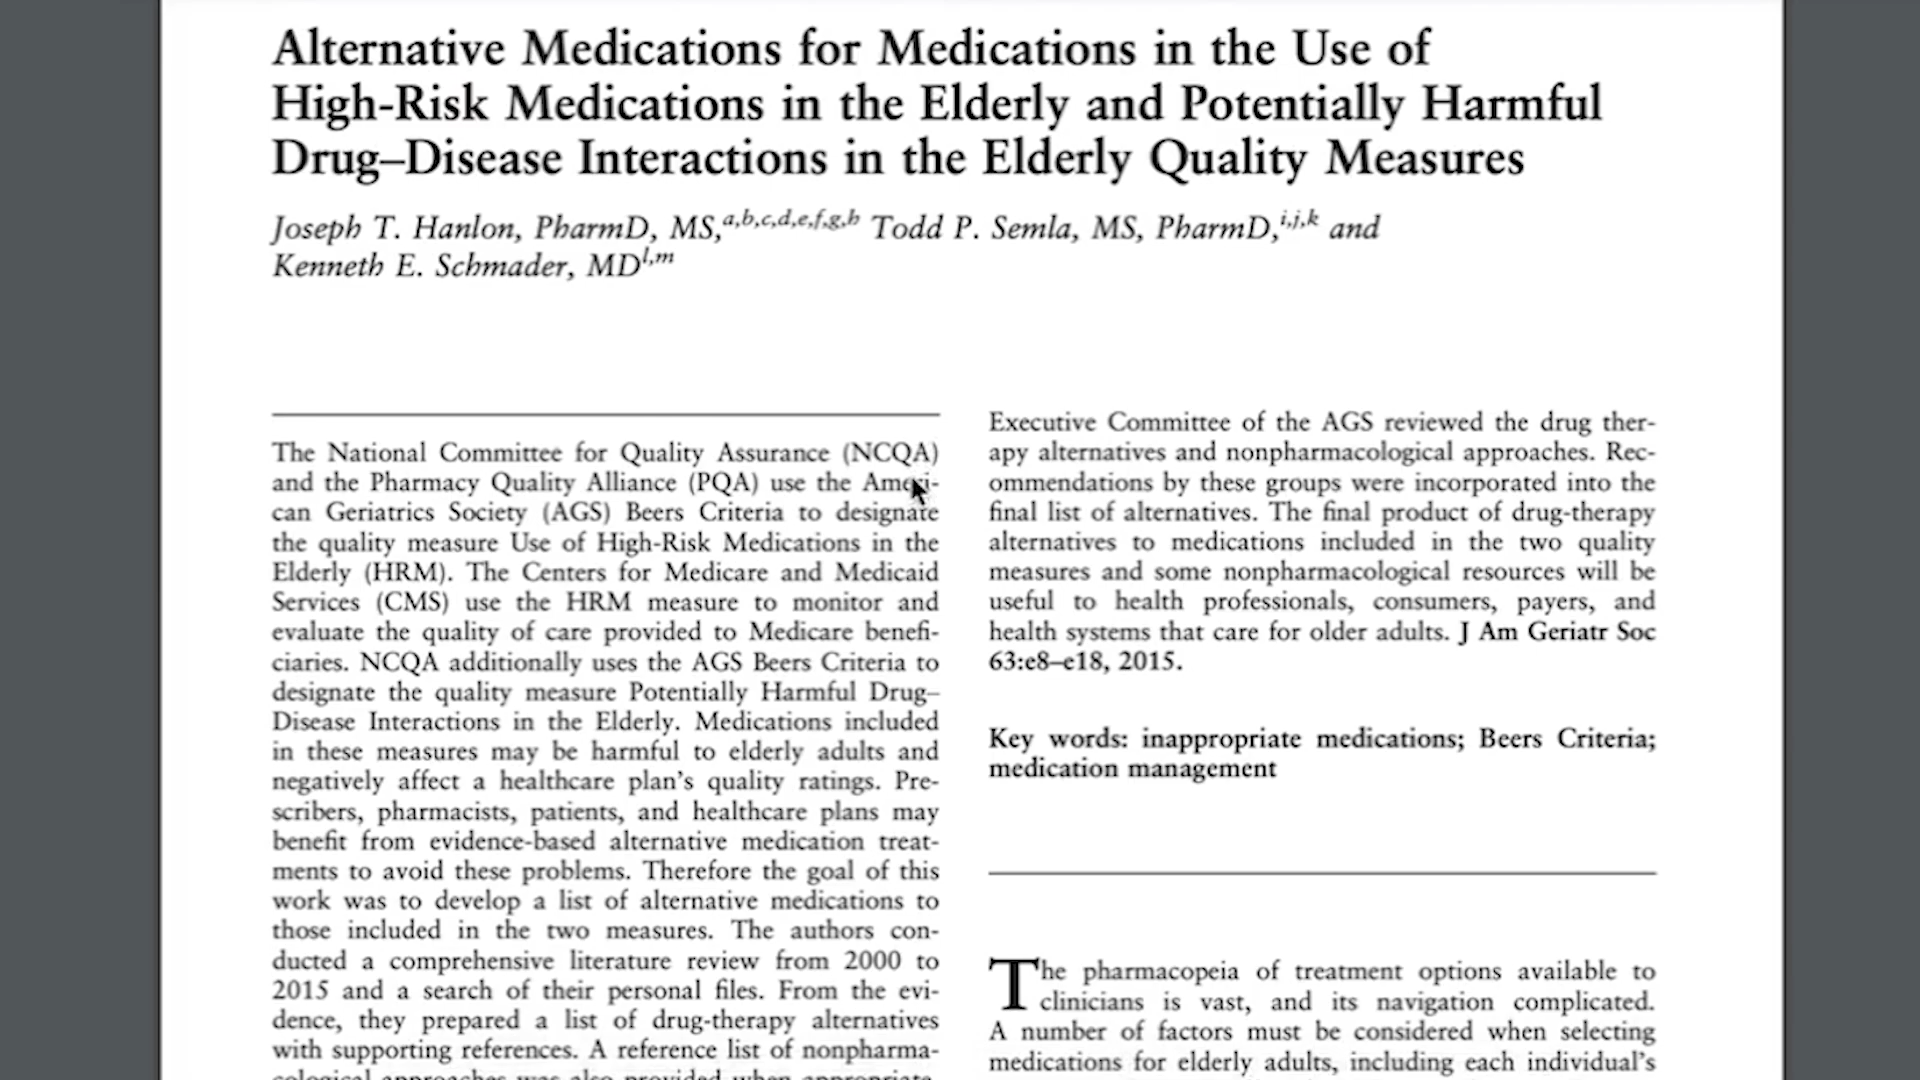 Alternative Medications for Medications in the Use of
High-Risk Medications in the Elderly and Potentially Harmful
Drug–Disease Interactions in the Elderly Quality Measures
Joseph T. Hanlon, PharmD, MS,a,b,c,d,e,f,g,h Todd P. Semla, MS, PharmD,i,j,k and
Kenneth E. Schmader, MDl,m
The National Committee for Quality Assurance (NCQA)
and the Pharmacy Quality Alliance (PQA) use the Ameri-
can Geriatrics Society (AGS) Beers Criteria to designate
the quality measure Use of High-Risk Medications in the
Elderly (HRM). The Centers for Medicare and Medicaid
Services (CMS) use the HRM measure to monitor and
evaluate the quality of care provided to Medicare benefi-
ciaries. NCQA additionally uses the AGS Beers Criteria to
designate the quality measure Potentially Harmful Drug–
Disease Interactions in the Elderly. Medications included
in these measures may be harmful to elderly adults and
negatively affect a healthcare plan's quality ratings. Pre-
scribers, pharmacists, patients, and healthcare plans may
benefit from evidence-based alternative medication treat-
ments to avoid these problems. Therefore the goal of this
work was to develop a list of alternative medications to
those included in the two measures. The authors con-
ducted a comprehensive literature review from 2000 to
2015 and a search of their personal files. From the evi-
dence, they prepared a list of drug-therapy alternatives
with supporting references. A reference list of nonpharma-
cological approaches was also provided when appropriate.
Executive Committee of the AGS reviewed the drug ther-
apy alternatives and nonpharmacological approaches. Rec-
ommendations by these groups were incorporated into the
final list of alternatives. The final product of drug-therapy
alternatives to medications included in the two quality
measures and some nonpharmacological resources will be
useful to health professionals, consumers, payers, and
health systems that care for older adults. J Am Geriatr Soc
63:e8–e18, 2015.
Key words: inappropriate medications; Beers Criteria;
medication management
The pharmacopeia of treatment options available to
clinicians is vast, and its navigation complicated.
A number of factors must be considered when selecting
medications for elderly adults, including each individual's